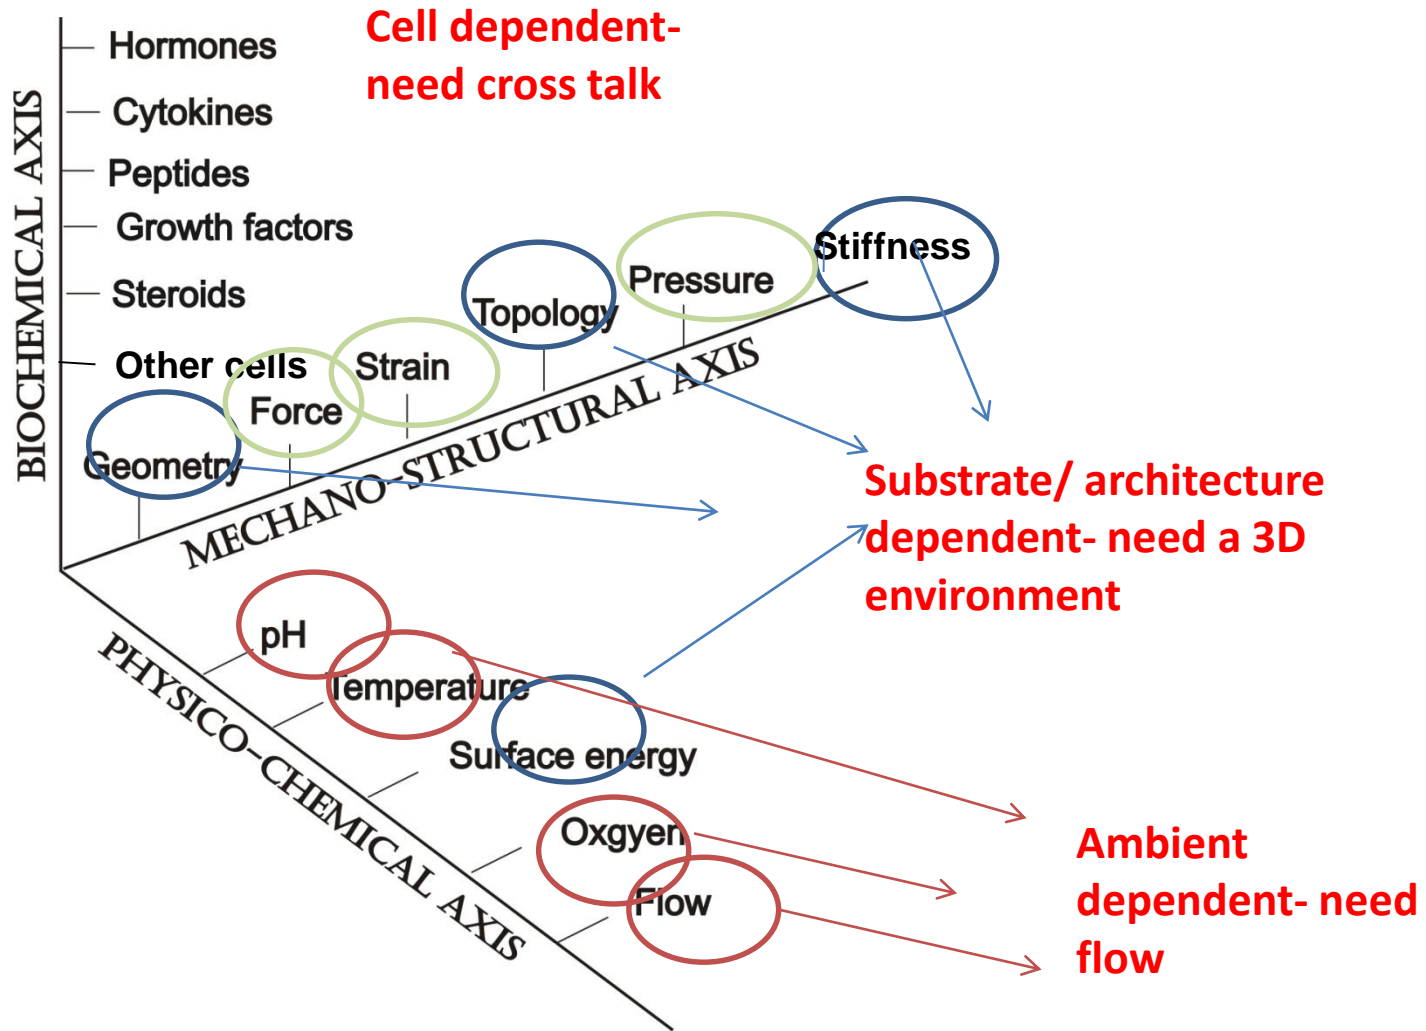 Cell dependent-
need cross talk
BIOCHEMICAL AXIS
Hormones
Cytokines
Peptides
Growth factors
Steroids
Other cells
Geometry
Force
Strain
Topology
Pressure
Stiffness
MECHANO-STRUCTURAL AXIS
Substrate/ architecture
dependent- need a 3D
environment
PHYSICO-CHEMICAL AXIS
pH
Temperature
Surface energy
Oxgyen
Flow
Ambient
dependent- need
flow